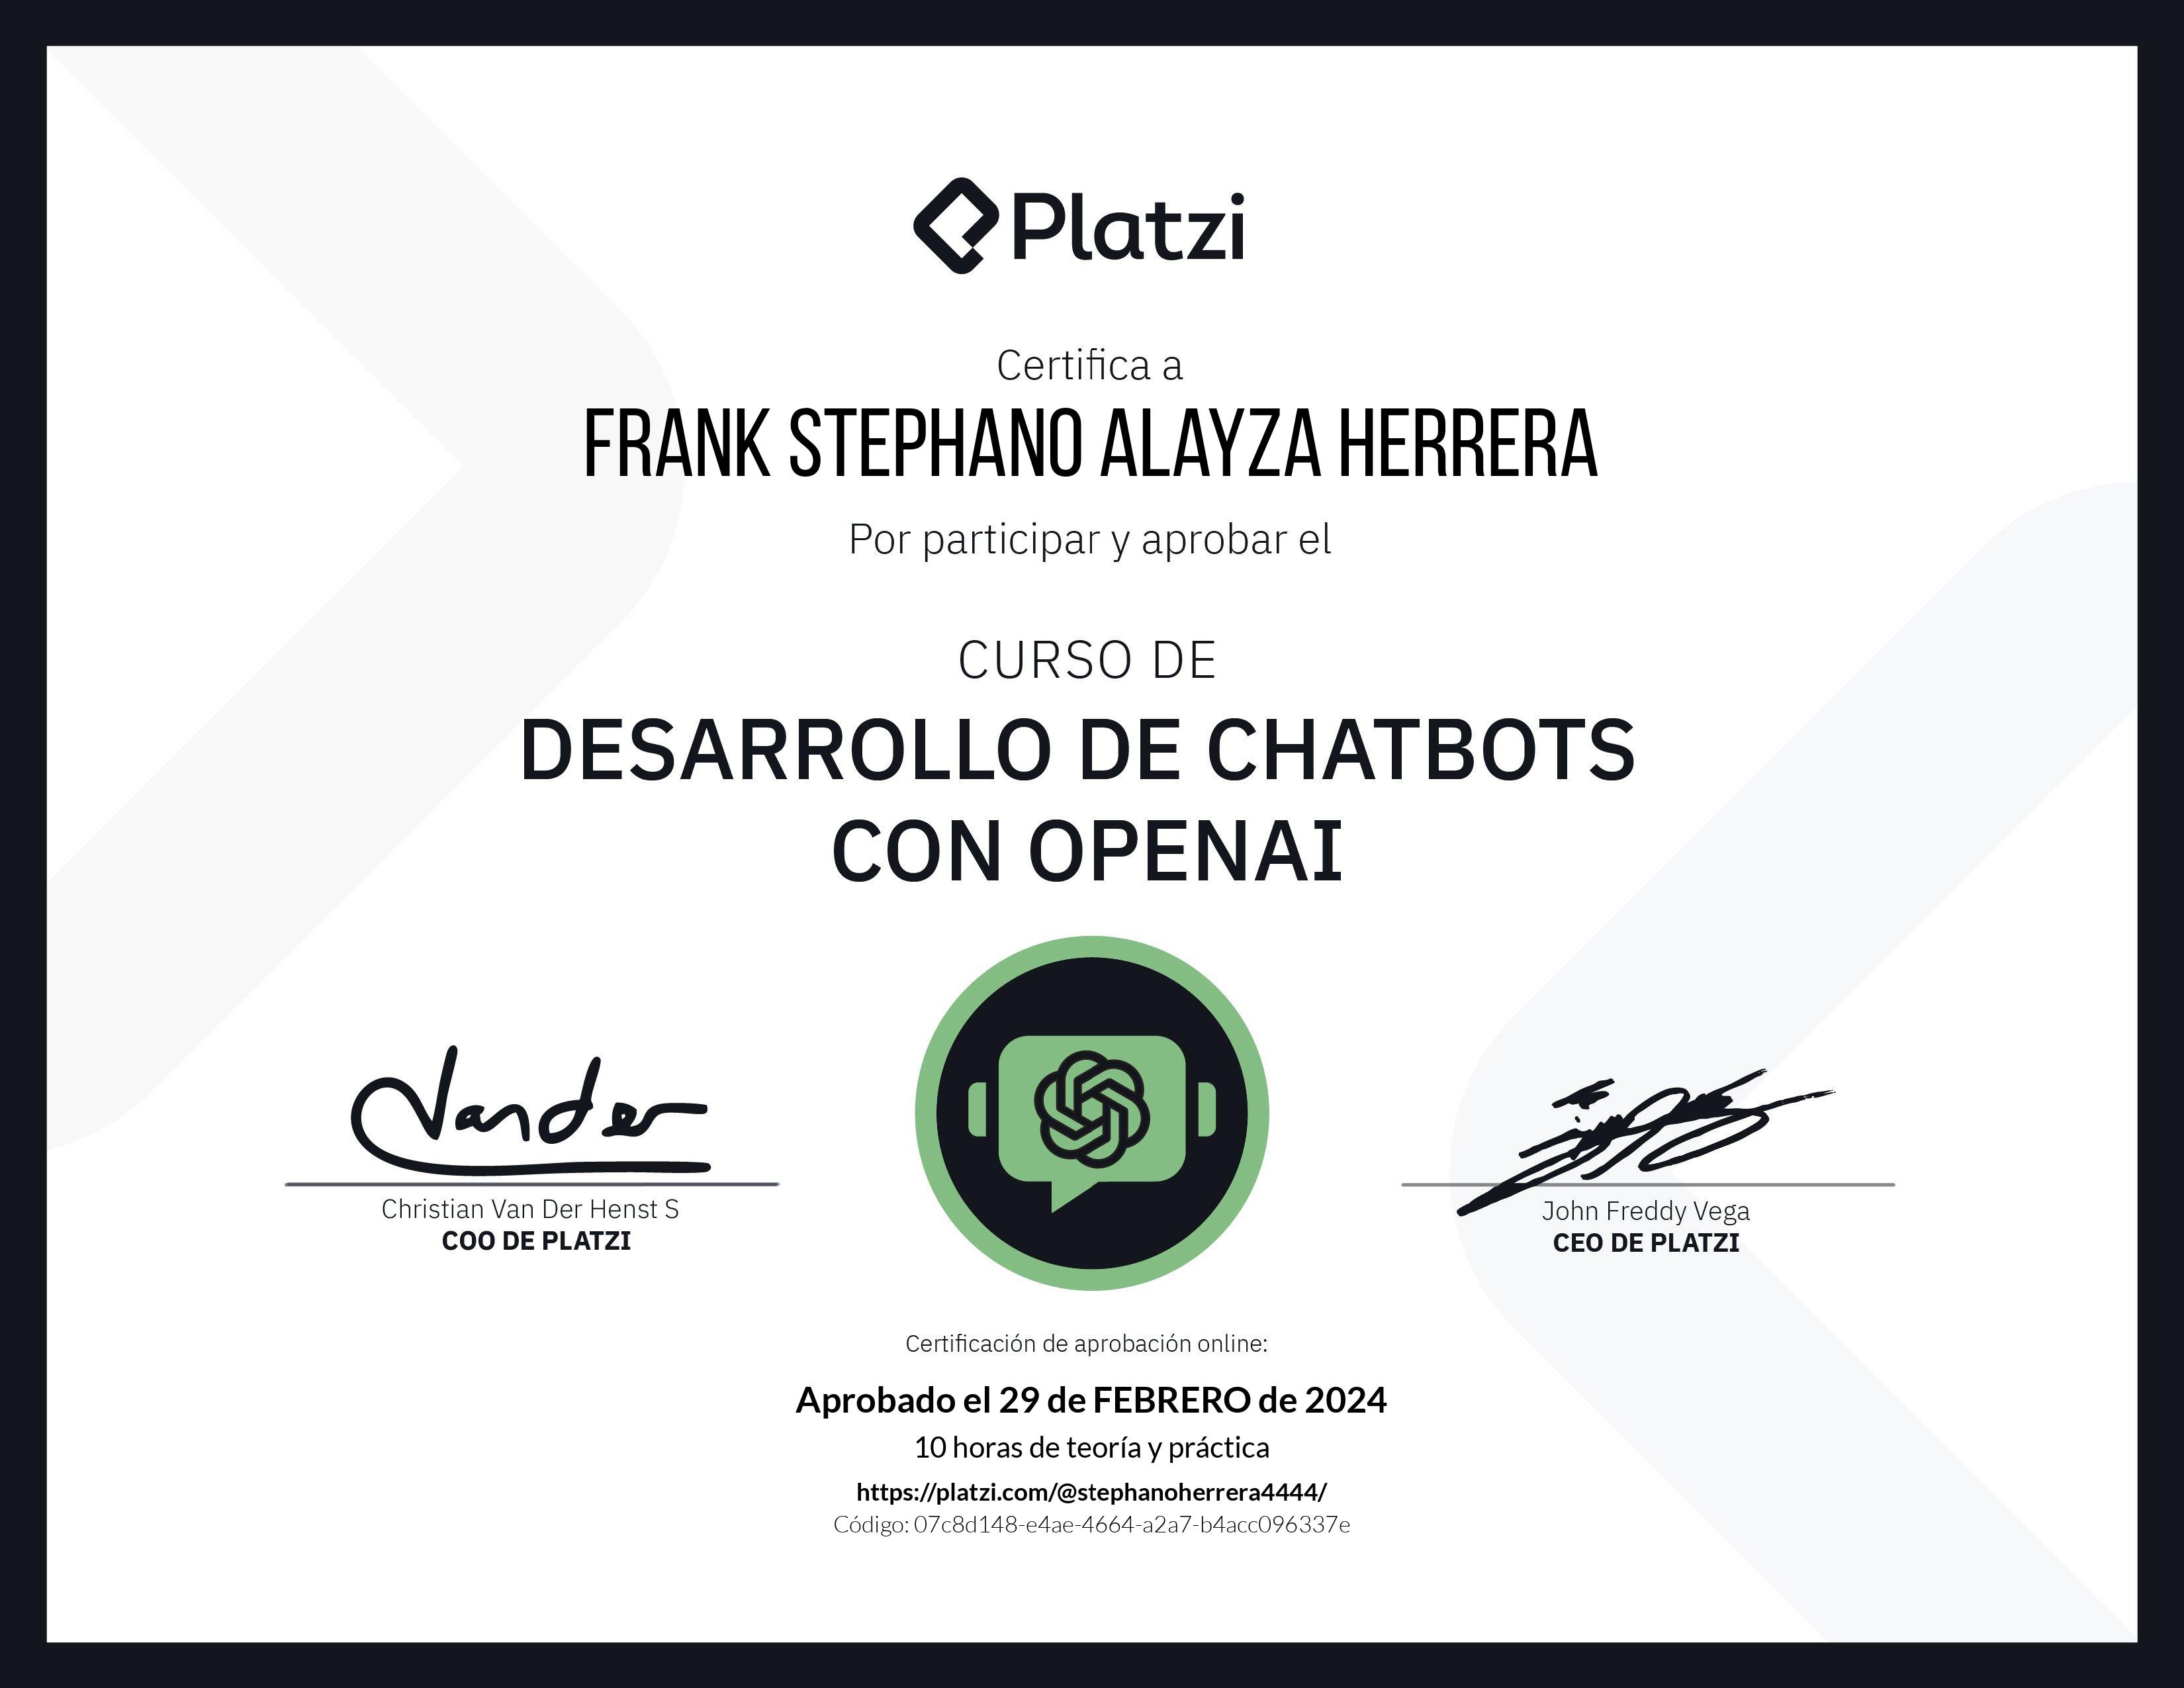 Platzi
Certifica a
FRANK STEPHANO ALAYZA HERRERA
Por participar y aprobar el
CURSO DE
DESARROLLO DE CHATBOTS
CON OPENAI
Vander
Christian Van Der Henst S
COO DE PLATZI
John Freddy Vega
CEO DE PLATZI
Certificación de aprobación online:
Aprobado el 29 de FEBRERO de 2024
10 horas de teoría y práctica
https://platzi.com/@stephanoherrera4444/
Código: 07c8d148-e4ae-4664-a2a7-b4acc096337e